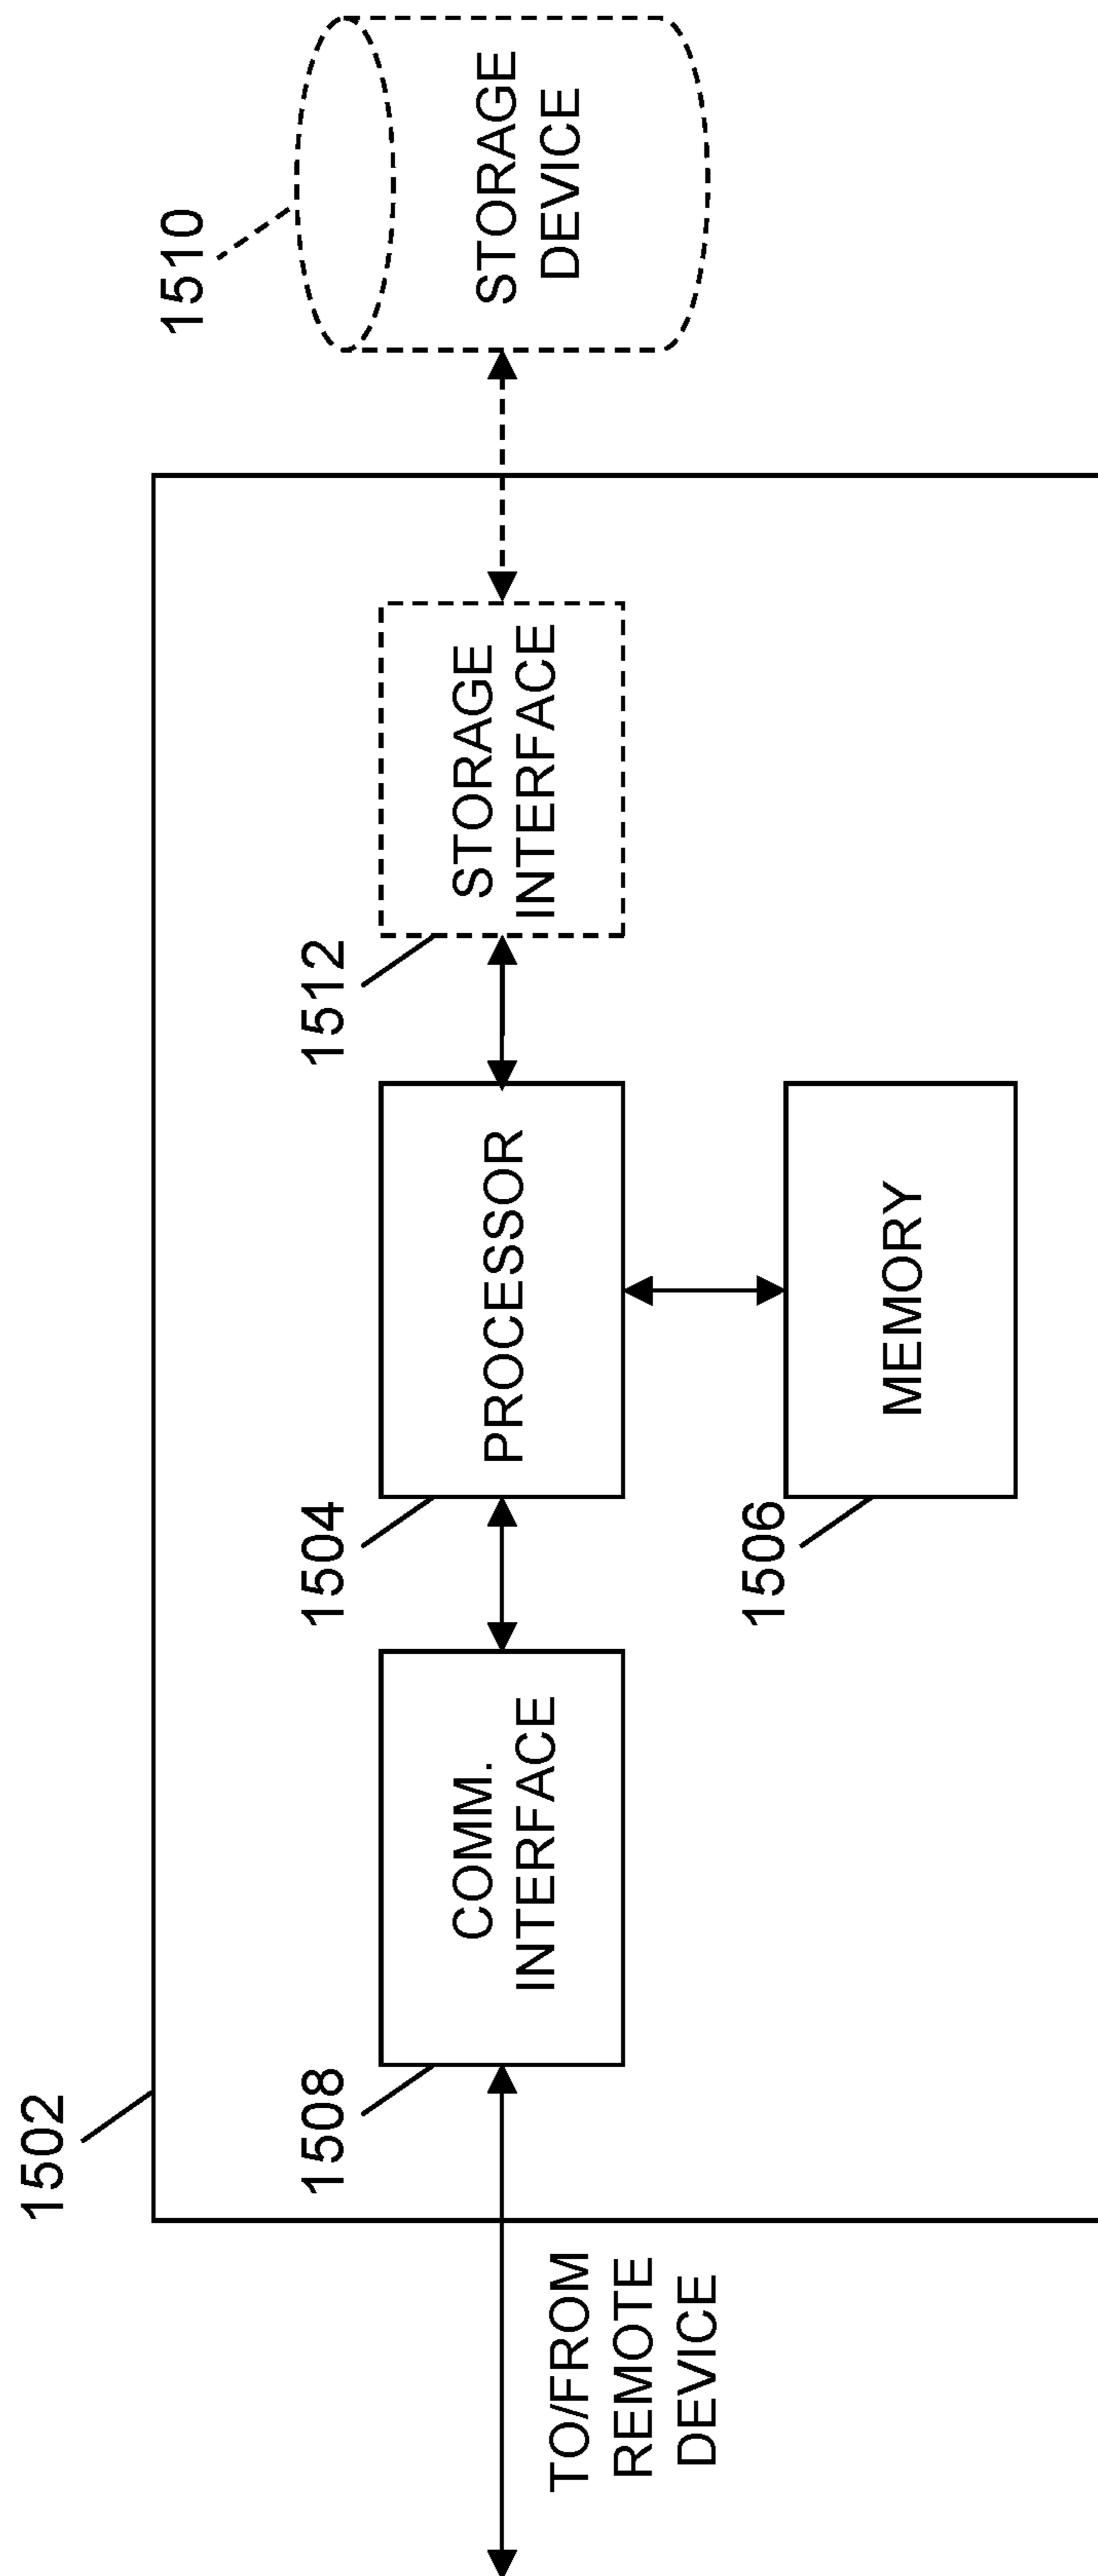 1502
1508
COMM.
INTERFACE
TO/FROM
REMOTE
DEVICE
1504
PROCESSOR
1506
MEMORY
1512
STORAGE
INTERFACE
1510
STORAGE
DEVICE